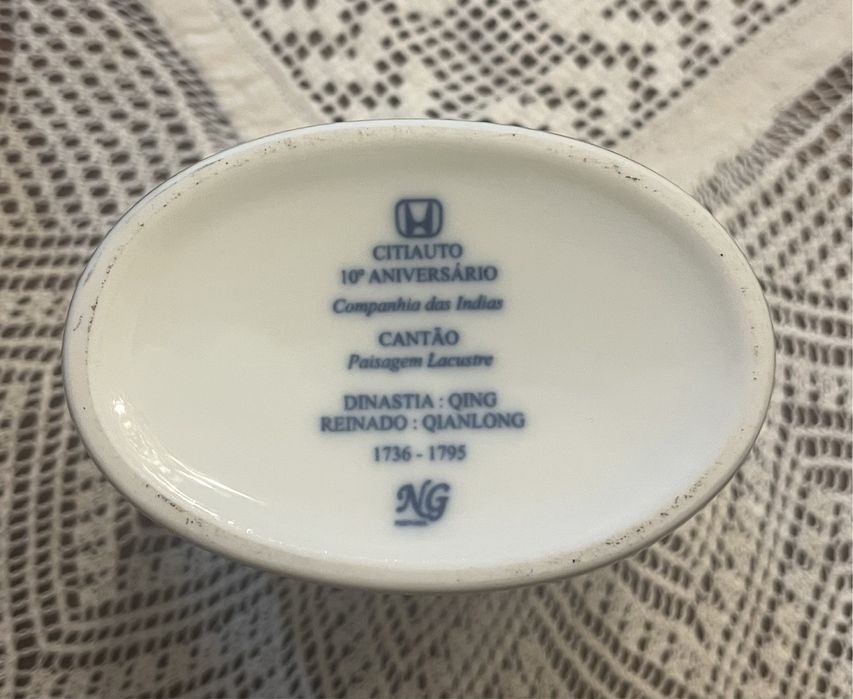 CITIAUTO
10º ANIVERSÁRIO
Companhia das Indias
CANTÃO
Paisagem Lacustre
DINASTIA : QING
REINADO : QIANLONG
1736 - 1795
NG